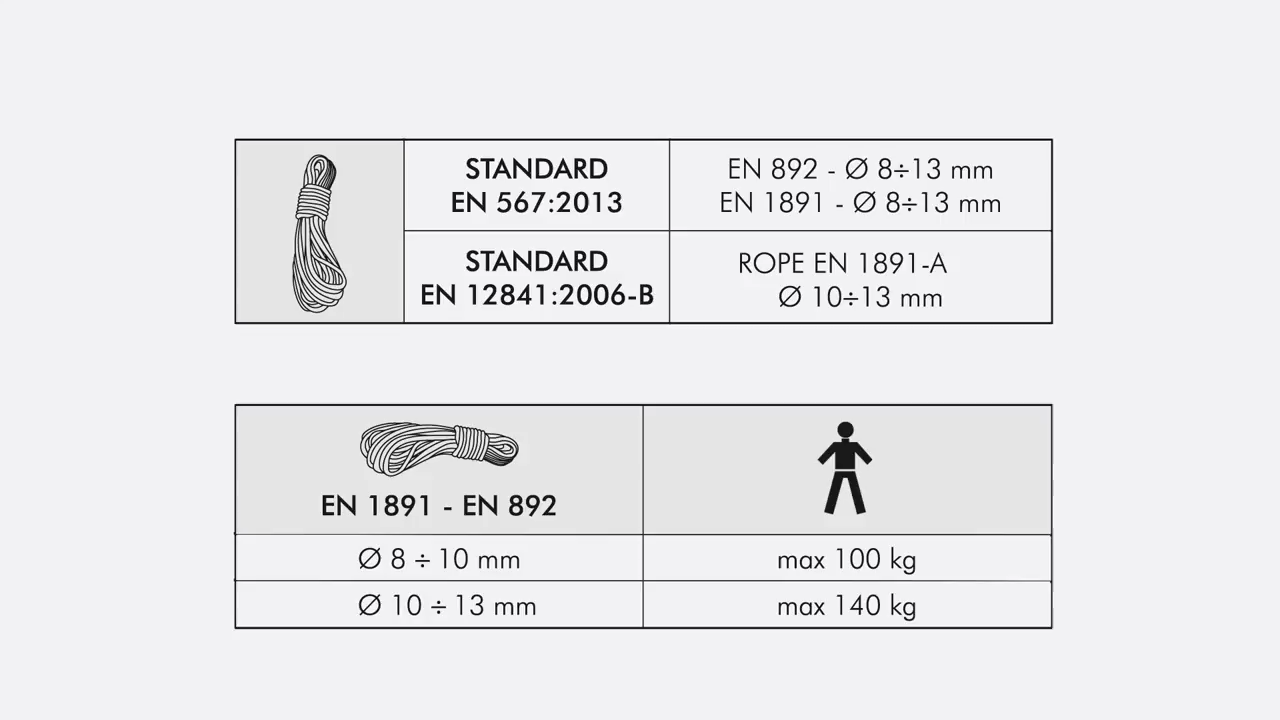 STANDARD
EN 567:2013
EN 892 - Ø 8÷13 mm
EN 1891 - Ø 8÷13 mm
STANDARD
EN 12841:2006-B
ROPE EN 1891-A
Ø 10÷13 mm
EN 1891 - EN 892
Ø 8 ÷ 10 mm
max 100 kg
Ø 10 ÷ 13 mm
max 140 kg